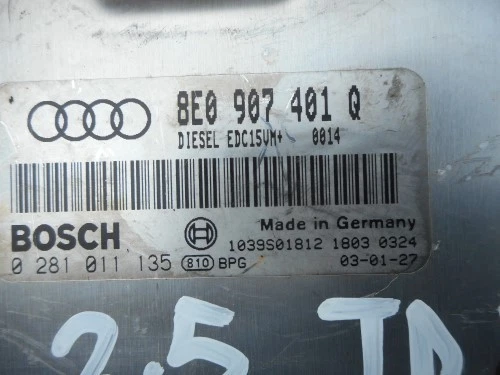 8E0 907 401 Q
DIESEL EDC15VM+ 0014
BOSCH
Made in Germany
1039S01812 1803 0324
0 281 011 135 810 BPG 03-01-27
2.5 TD